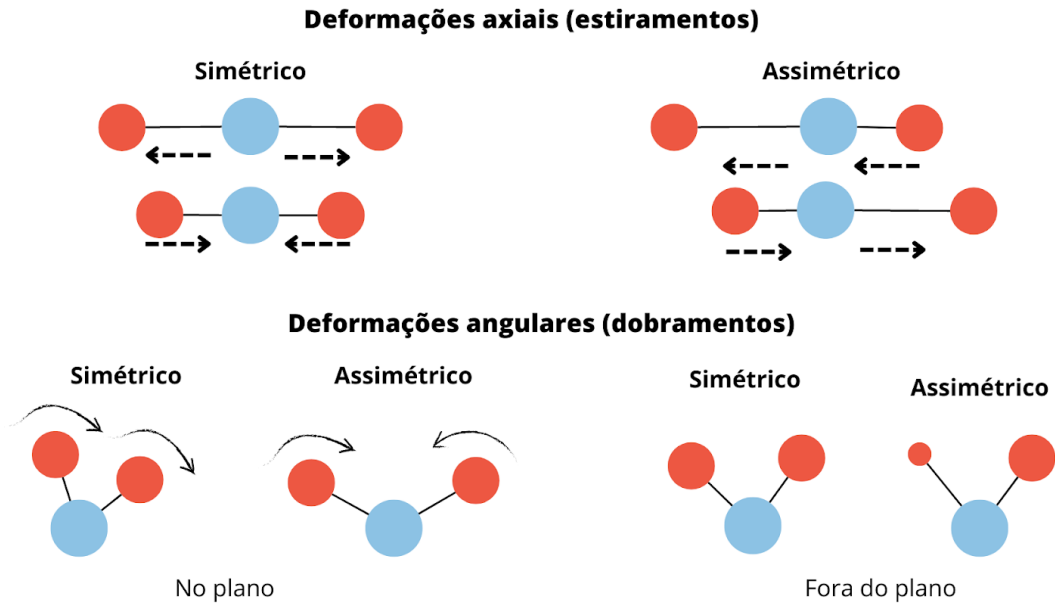 Deformações axiais (estiramentos)
Simétrico
Assimétrico
Deformações angulares (dobramentos)
Simétrico
Assimétrico
Simétrico
Assimétrico
No plano
Fora do plano